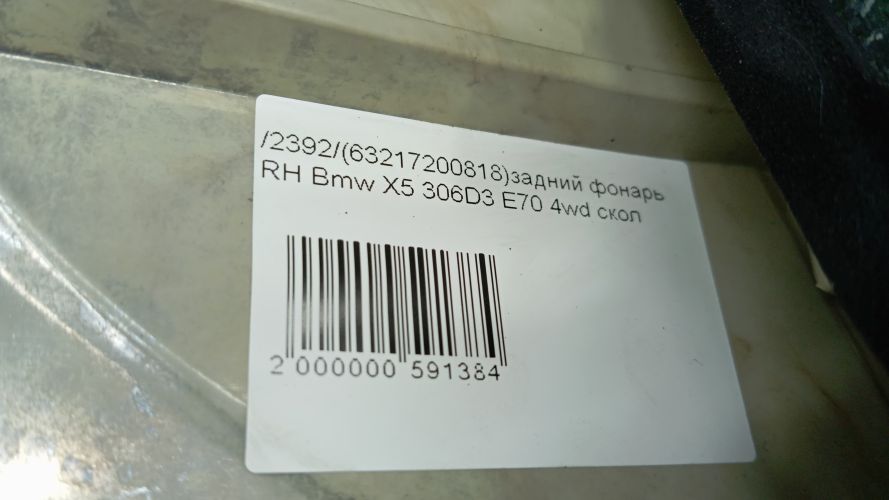 /2392/(63217200818)задний фонарь
RH Bmw X5 306D3 E70 4wd скол
2 000000 591384